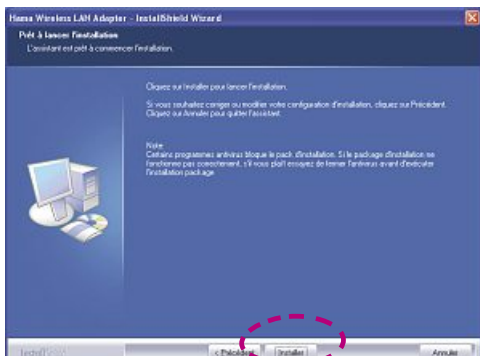 Hama Wireless LAN Adapter - InstallShield Wizard
Prêt à lancer l'installation
L'assistant est prêt à commencer l'installation.
Cliquez sur Installer pour lancer l'installation.
Si vous souhaitez corriger ou modifier votre configuration d'installation, cliquez sur Précédent.
Cliquez sur Annuler pour quitter l'assistant.
Note
Certains programmes antivirus bloque le pack d'installation. Si le package d'installation ne
fonctionne pas correctement, s'il vous plaît essayez de fermer l'antivirus avant d'exécuter
l'installation package
InstallShield
< Précédent
Installer
Annuler